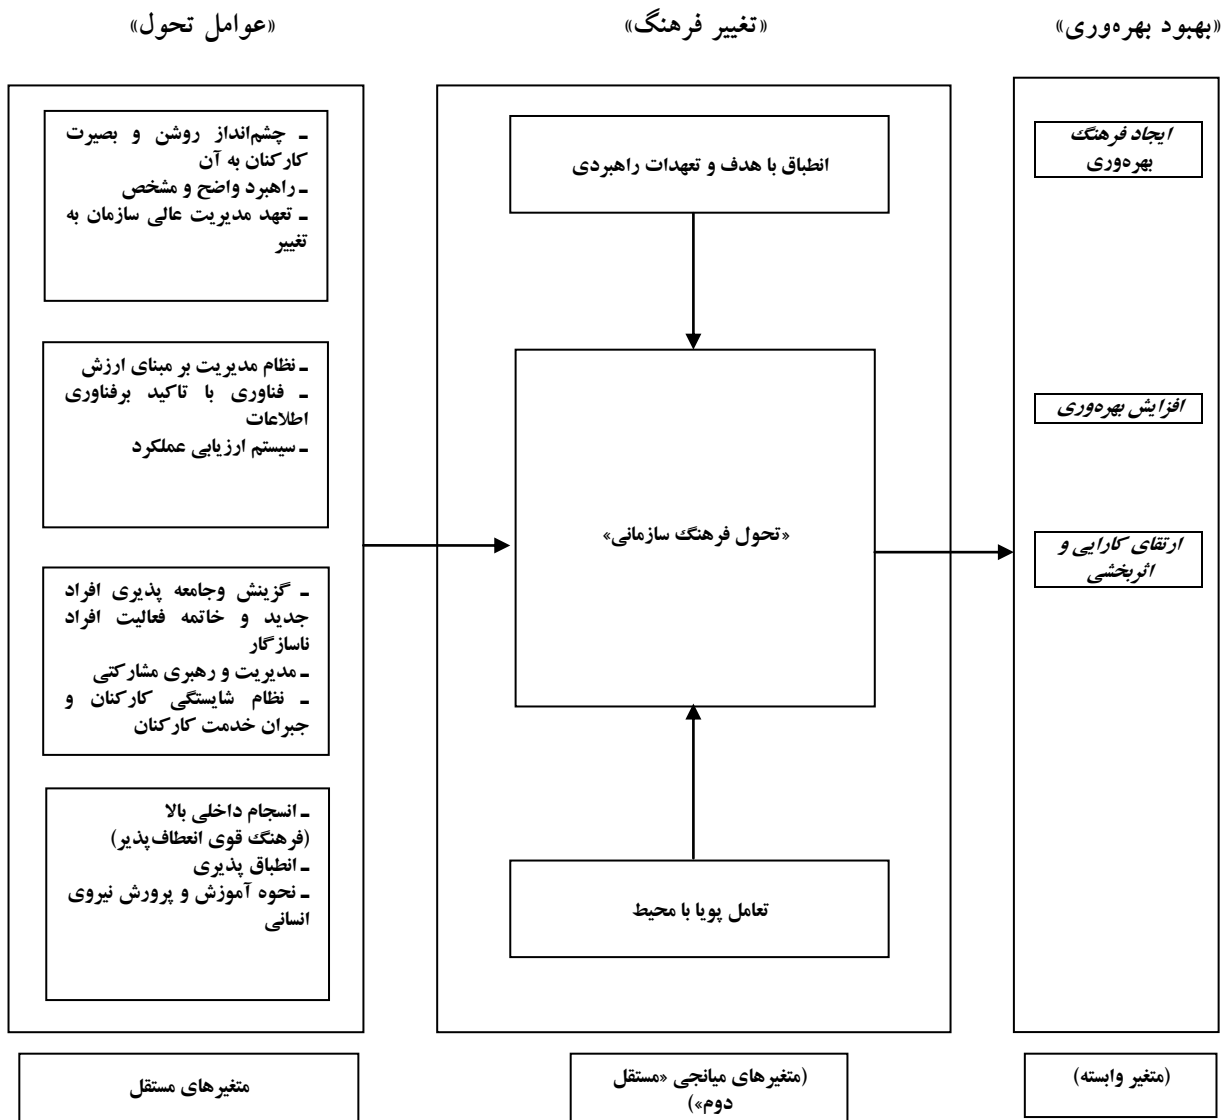 «بهبود بهره‌وری»
«تغییر فرهنگ»
«عوامل تحول»
ایجاد فرهنگ
بهره‌وری
افزایش بهره‌وری
ارتقای کارایی و
اثربخشی
(متغیر وابسته)
انطباق با هدف و تعهدات راهبردی
«تحول فرهنگ سازمانی»
تعامل پویا با محیط
(متغیرهای میانجی «مستقل
دوم»)
ـ چشم‌انداز روشن و بصیرت
کارکنان به آن
ـ راهبرد واضح و مشخص
ـ تعهد مدیریت عالی سازمان به
تغییر
ـ نظام مدیریت بر مبنای ارزش
ـ فناوری با تاکید برفناوری
اطلاعات
ـ سیستم ارزیابی عملکرد
ـ گزینش وجامعه پذیری افراد
جدید و خاتمه فعالیت افراد
ناسازگار
ـ مدیریت و رهبری مشارکتی
ـ نظام شایستگی کارکنان و
جبران خدمت کارکنان
ـ انسجام داخلی بالا
(فرهنگ قوی انعطاف‌پذیر)
ـ انطباق پذیری
ـ نحوه آموزش و پرورش نیروی
انسانی
متغیرهای مستقل